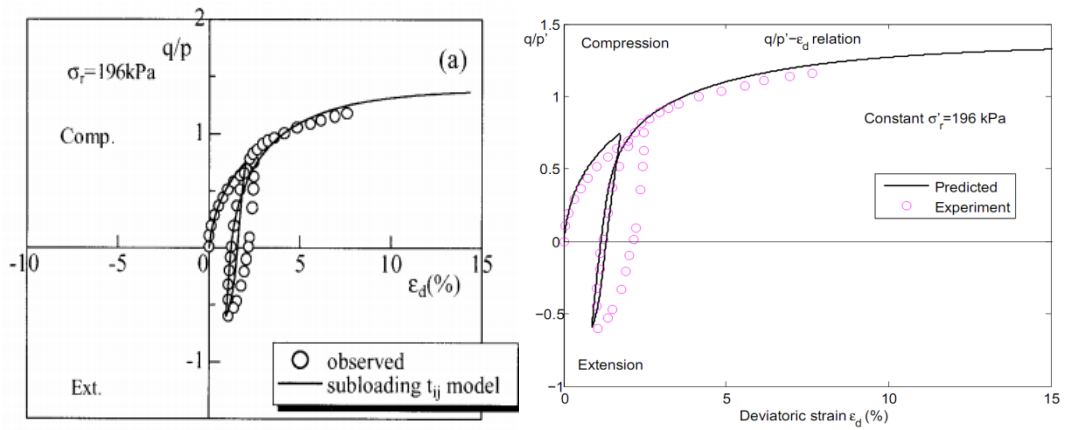 2
q/p
(a)
σr=196kPa
Comp.
1
0
-10
-5
0
5
10
15
εd(%)
-1
Ext.
observed
subloading tij model
1.5
q/p'
Compression
q/p'−εd relation
1
Constant σ'r=196 kPa
0.5
Predicted
Experiment
0
−0.5
Extension
−1
0
5
10
15
Deviatoric strain εd (%)